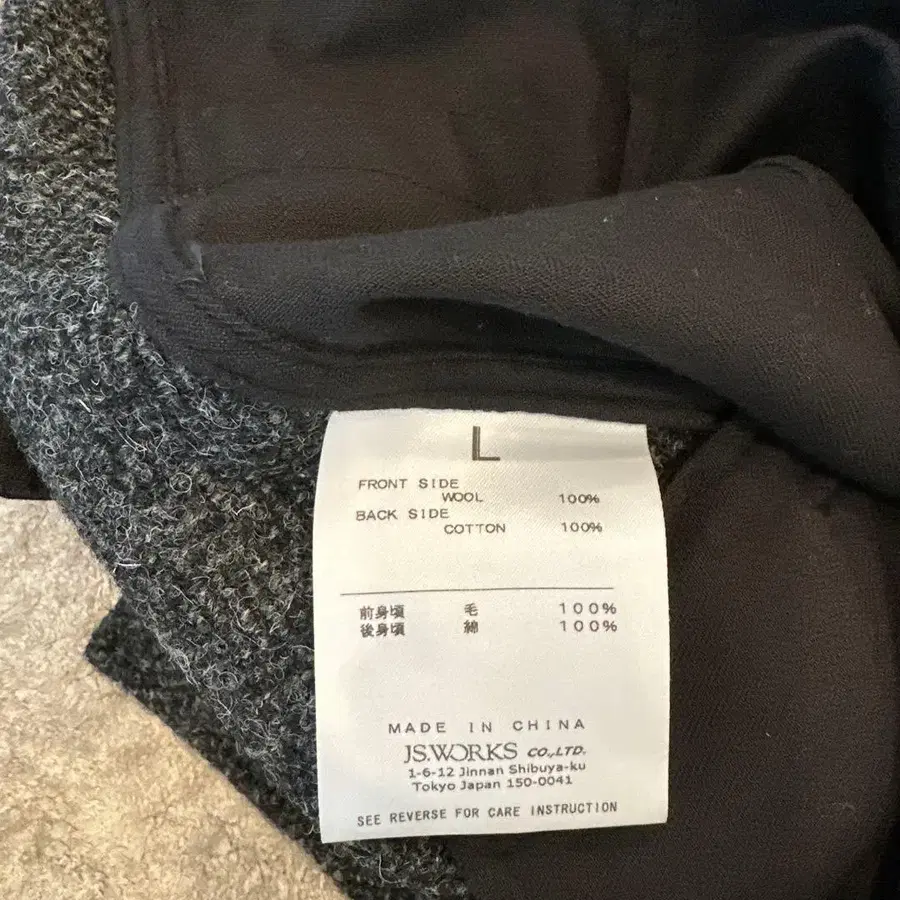 L
FRONT SIDE
WOOL 100%
BACK SIDE
COTTON 100%
前身頃 毛 100%
後身頃 綿 100%
MADE IN CHINA
JS.WORKS CO.,LTD.
1-6-12 Jinnan Shibuya-ku
Tokyo Japan 150-0041
SEE REVERSE FOR CARE INSTRUCTION